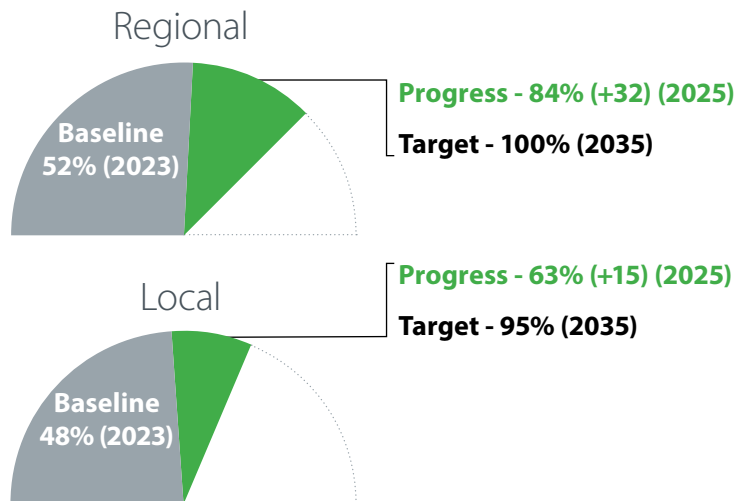 Regional
Baseline
52% (2023)
Progress - 84% (+32) (2025)
Target - 100% (2035)
Local
Baseline
48% (2023)
Progress - 63% (+15) (2025)
Target - 95% (2035)